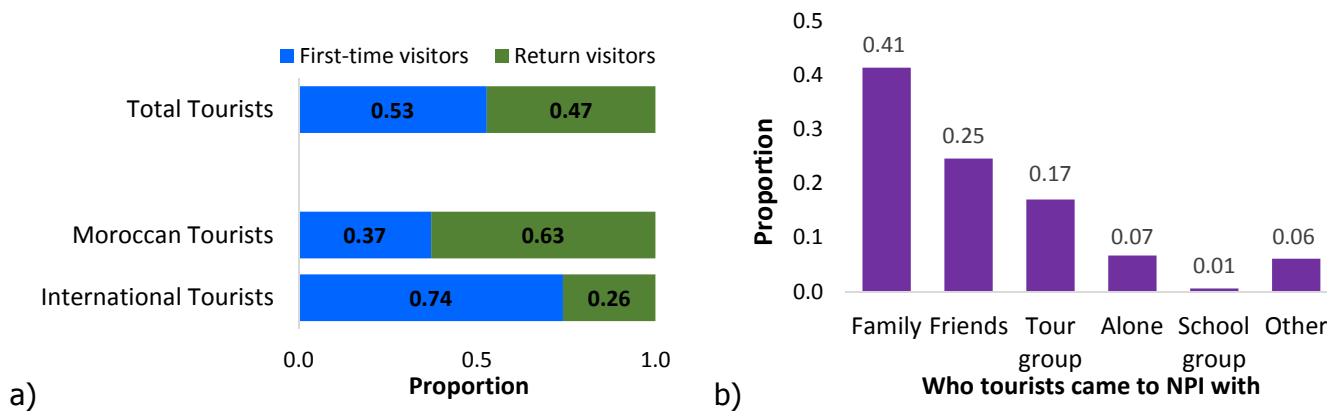 First-time visitors Return visitors
Total Tourists 0.53 0.47
Moroccan Tourists 0.37 0.63
International Tourists 0.74 0.26
0.0 0.5 1.0
Proportion
a)
0.5
0.4
0.3
0.2
0.1
0.0
Proportion
0.41
0.25
0.17
0.07
0.01
0.06
Family Friends Tour Alone School Other
group group
Who tourists came to NPI with
b)